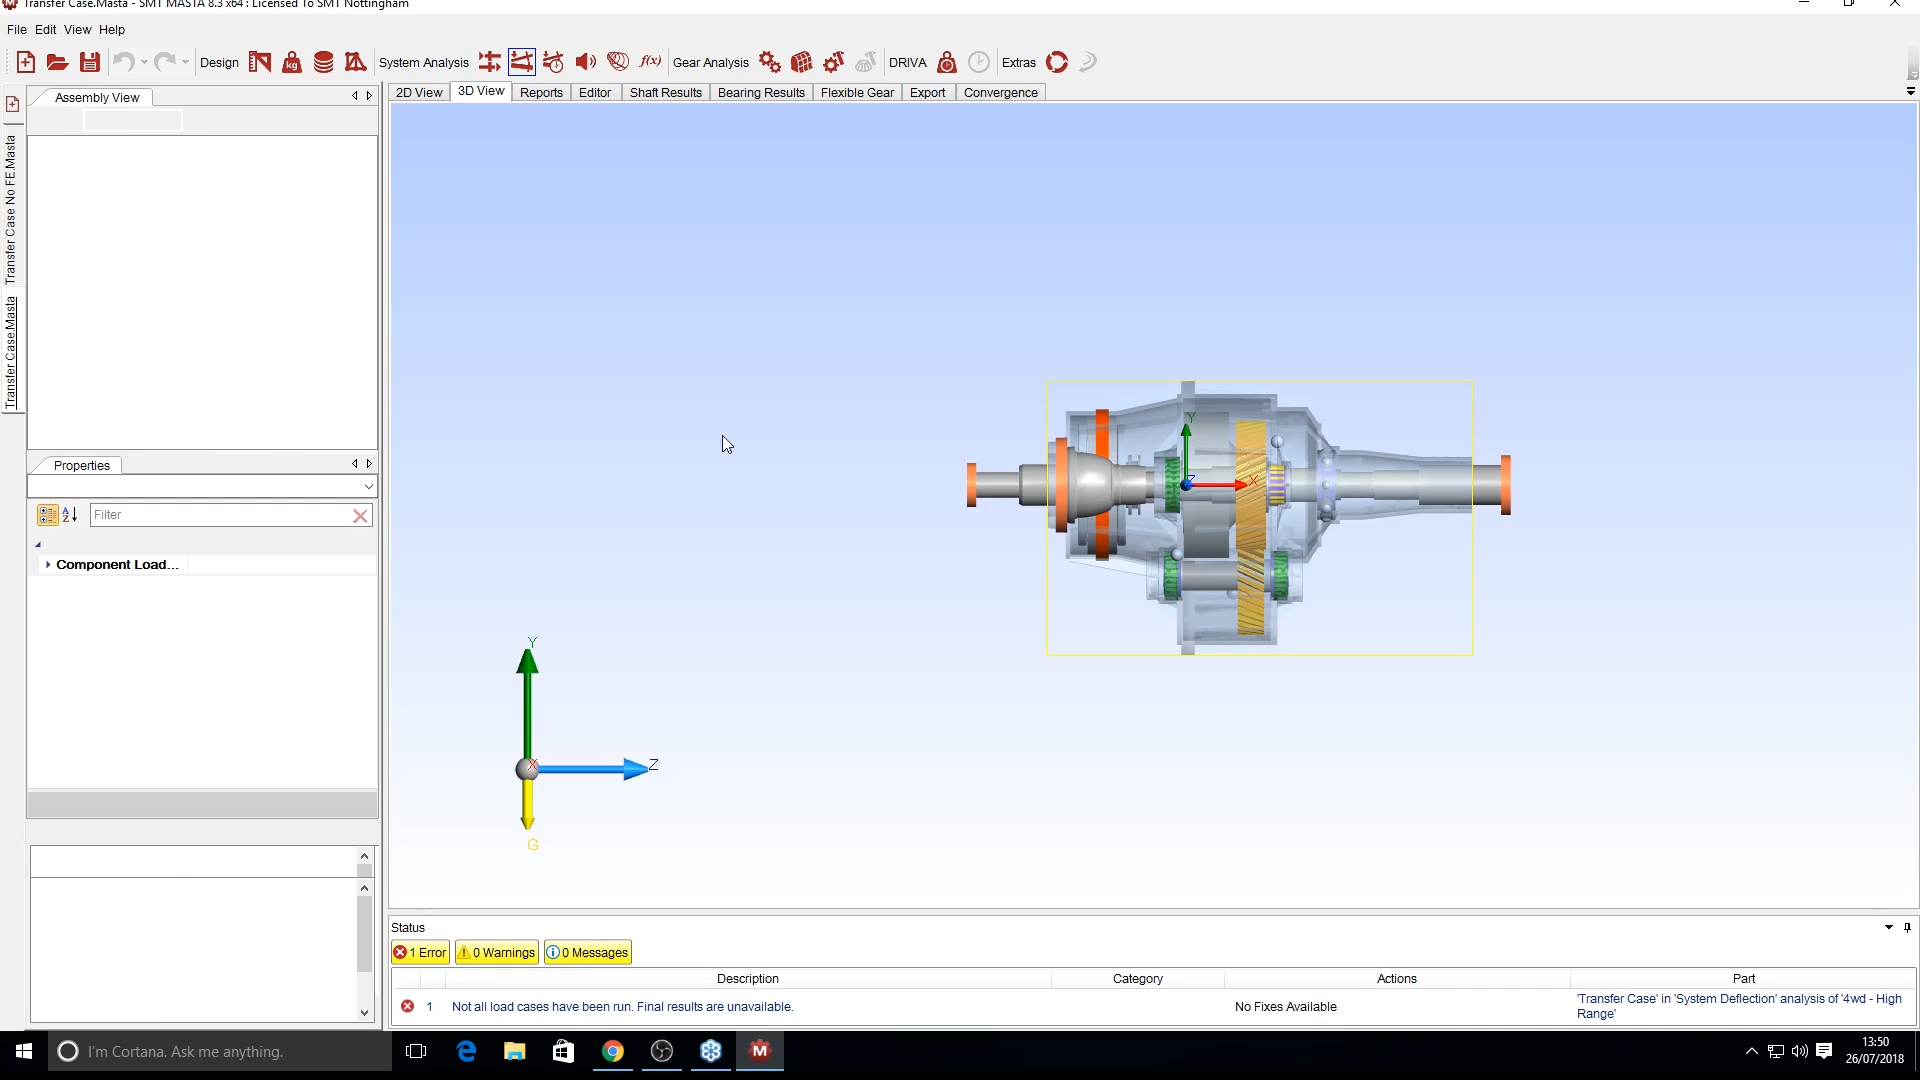 Transfer Case.Masta - SMT MASTA 8.3 x64 : Licensed To SMT Nottingham
File Edit View Help
Design kg System Analysis f(x) Gear Analysis DRIVA Extras
Assembly View
2D View 3D View Reports Editor Shaft Results Bearing Results Flexible Gear Export Convergence
Transfer Case No FE.Masta
Transfer Case.Masta
Properties
A
Z
Filter
Component Load...
Y
X
Z
Y
X
Z
G
Status
1 Error 0 Warnings 0 Messages
Description Category Actions Part
1 Not all load cases have been run. Final results are unavailable. No Fixes Available 'Transfer Case' in 'System Deflection' analysis of '4wd - High
Range'
I'm Cortana. Ask me anything.
M
13:50
26/07/2018